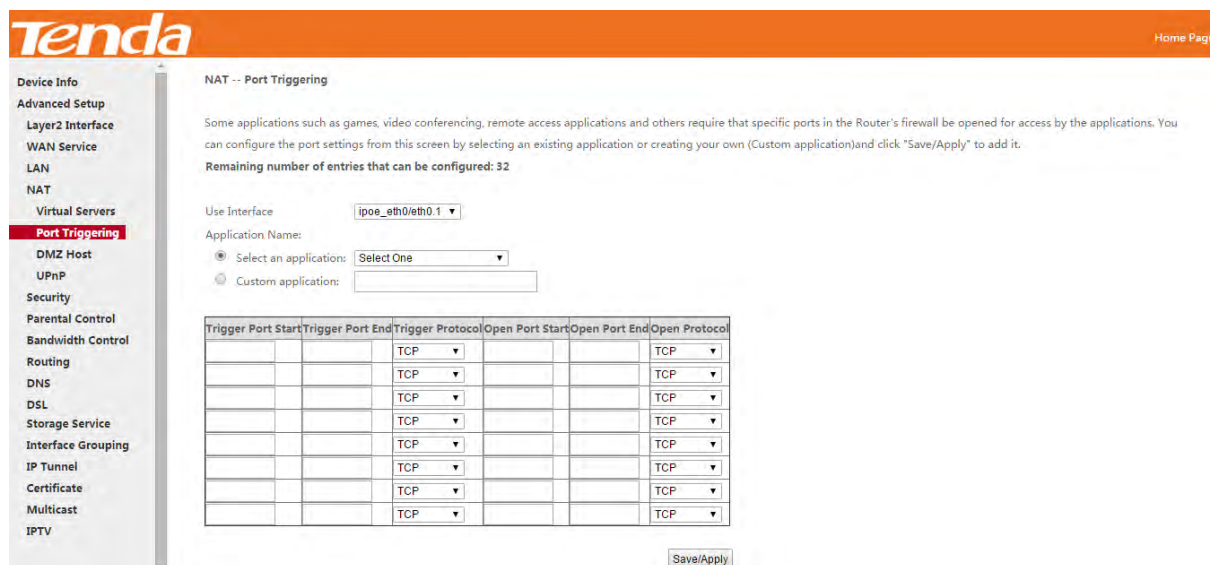 Tenda
Home Page
Device Info
Advanced Setup
Layer2 Interface
WAN Service
LAN
NAT
Virtual Servers
Port Triggering
DMZ Host
UPnP
Security
Parental Control
Bandwidth Control
Routing
DNS
DSL
Storage Service
Interface Grouping
IP Tunnel
Certificate
Multicast
IPTV
NAT -- Port Triggering
Some applications such as games, video conferencing, remote access applications and others require that specific ports in the Router's firewall be opened for access by the applications. You
can configure the port settings from this screen by selecting an existing application or creating your own (Custom application)and click "Save/Apply" to add it.
Remaining number of entries that can be configured: 32
Use Interface ipoe_eth0/eth0.1
Application Name:
Select an application: Select One
Custom application:
Trigger Port Start Trigger Port End Trigger Protocol Open Port Start Open Port End Open Protocol
TCP TCP
TCP TCP
TCP TCP
TCP TCP
TCP TCP
TCP TCP
TCP TCP
TCP TCP
Save/Apply